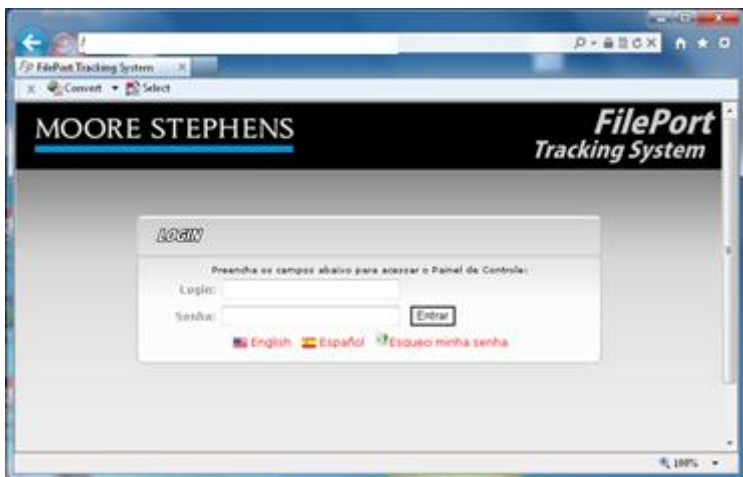 FilePort Tracking System
x Convert Select
MOORE STEPHENS
FilePort
Tracking System
LOGIN
Preencha os campos abaixo para acessar o Painel de Controle:
Login:
Senha:
Entrar
English Español Esqueci minha senha
100%